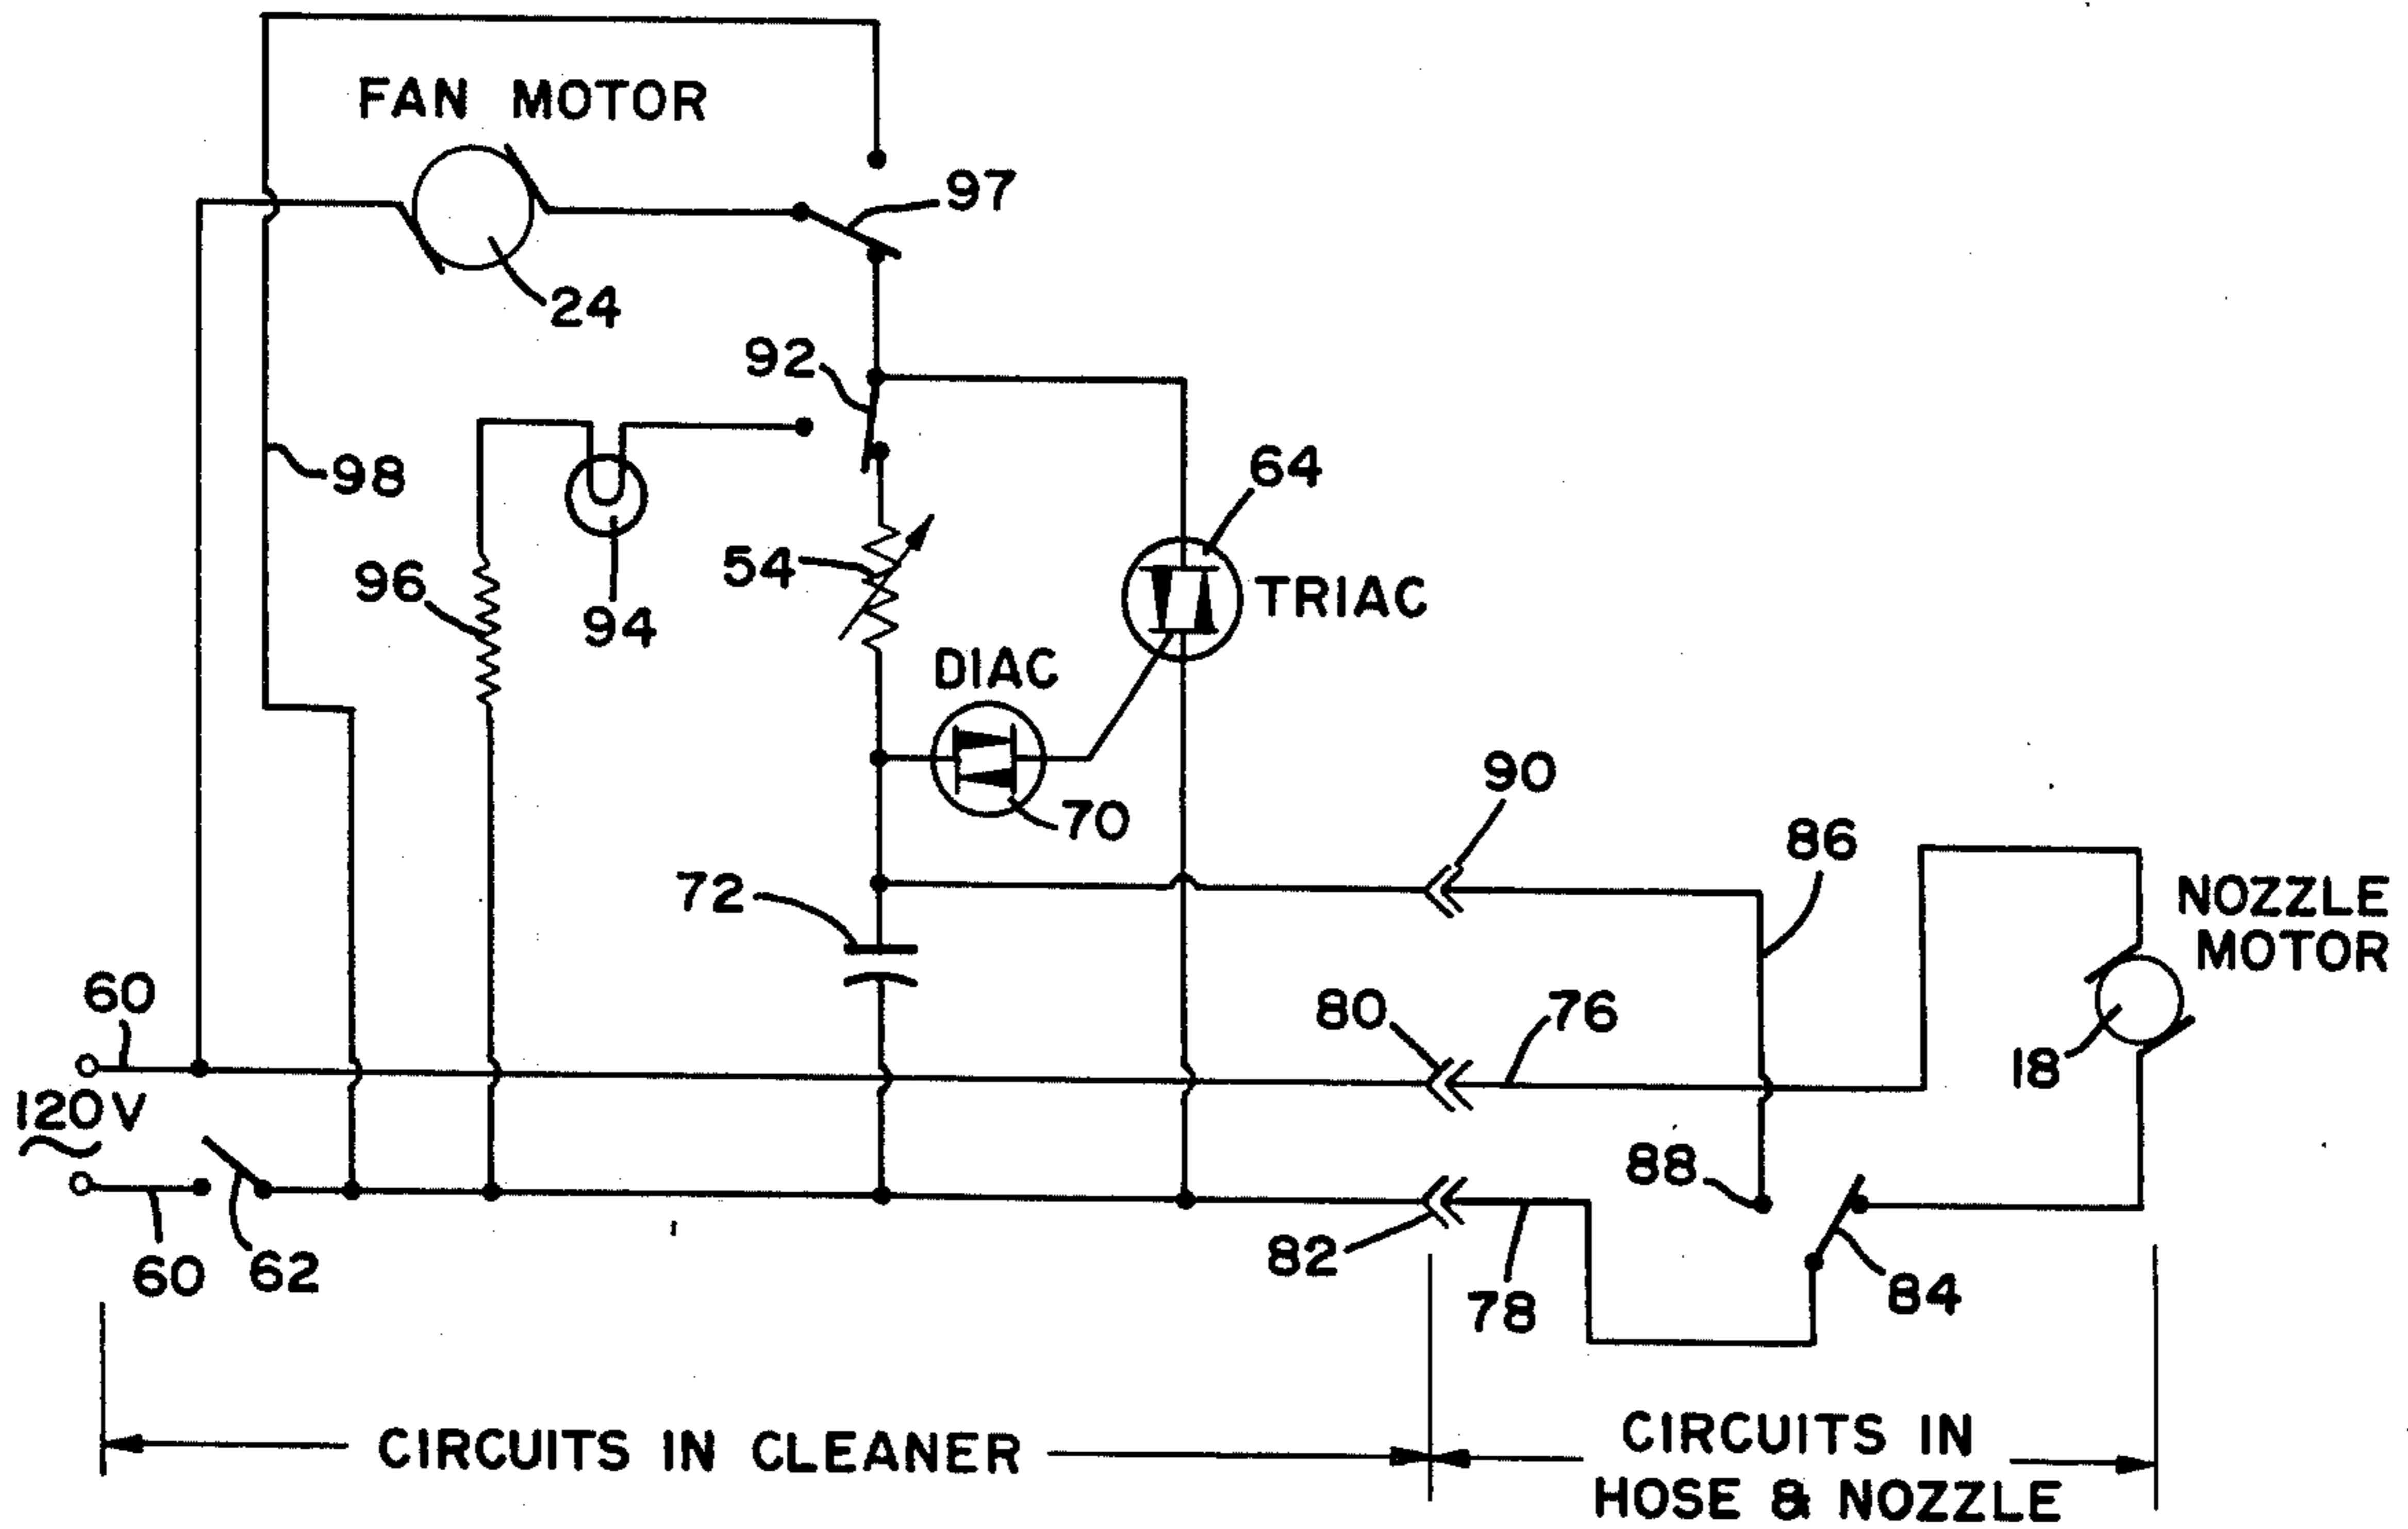 FAN MOTOR
97
24
92
98
64
54
TRIAC
96
94
DIAC
70
90
86
72
NOZZLE
MOTOR
60
80
76
18
120V
88
60
62
82
78
84
CIRCUITS IN CLEANER
CIRCUITS IN
HOSE & NOZZLE